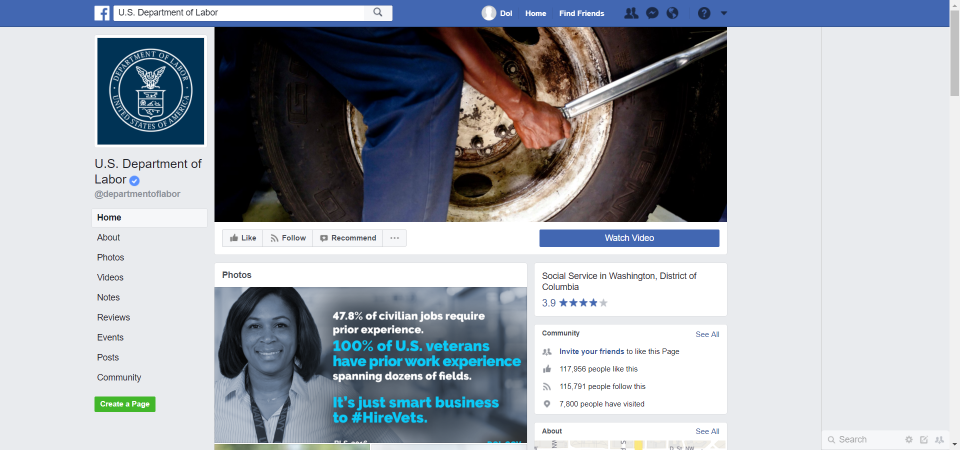 U.S. Department of Labor
Dol
Home
Find Friends
DEPARTMENT OF LABOR
UNITED STATES OF AMERICA
U.S. Department of
Labor
@departmentoflabor
Home
About
Photos
Videos
Notes
Reviews
Events
Posts
Community
Create a Page
Like
Follow
Recommend
Watch Video
Photos
47.8% of civilian jobs require
prior experience.
100% of U.S. veterans
have prior work experience
spanning dozens of fields.
It's just smart business
to #HireVets.
Social Service in Washington, District of
Columbia
3.9
Community
See All
Invite your friends to like this Page
117,956 people like this
115,791 people follow this
7,800 people have visited
About
See All
Search